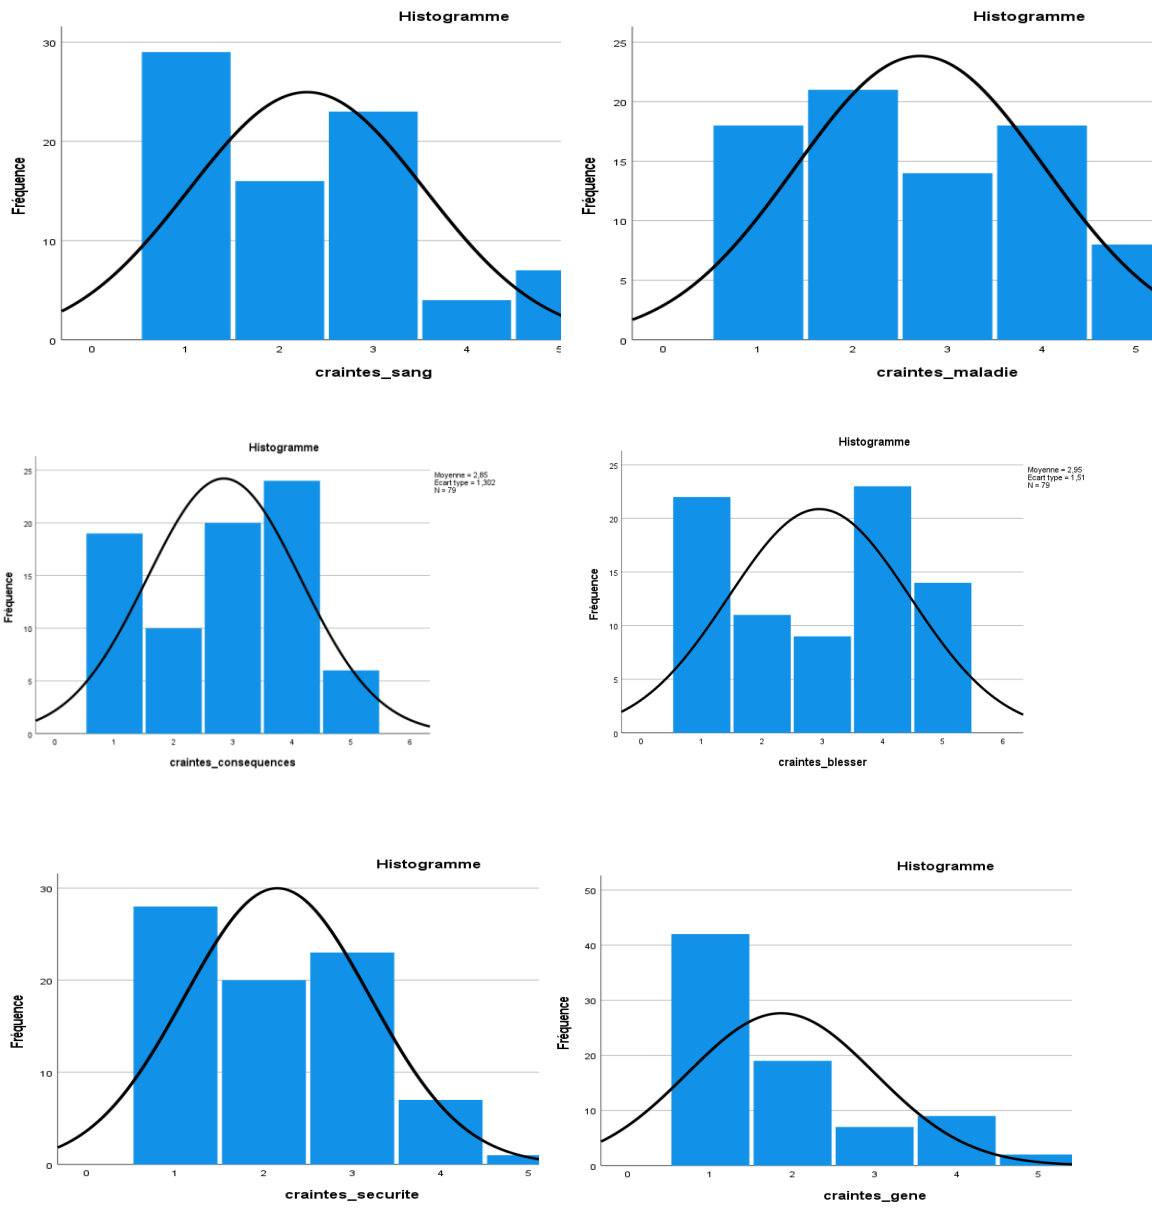 Histogramme
30
20
10
0
Fréquence
0 1 2 3 4 5
craintes_sang
Histogramme
25
20
15
10
5
0
Fréquence
0 1 2 3 4 5
craintes_maladie
Histogramme
25
20
15
10
5
0
Fréquence
0 1 2 3 4 5 6
craintes_consequences
Moyenne = 2,85
Ecart type = 1,302
N = 79
Histogramme
25
20
15
10
5
0
Fréquence
0 1 2 3 4 5 6
craintes_blesser
Moyenne = 2,95
Ecart type = 1,51
N = 79
Histogramme
30
20
10
0
Fréquence
0 1 2 3 4 5
craintes_securite
Histogramme
50
40
30
20
10
0
Fréquence
0 1 2 3 4 5
craintes_gene